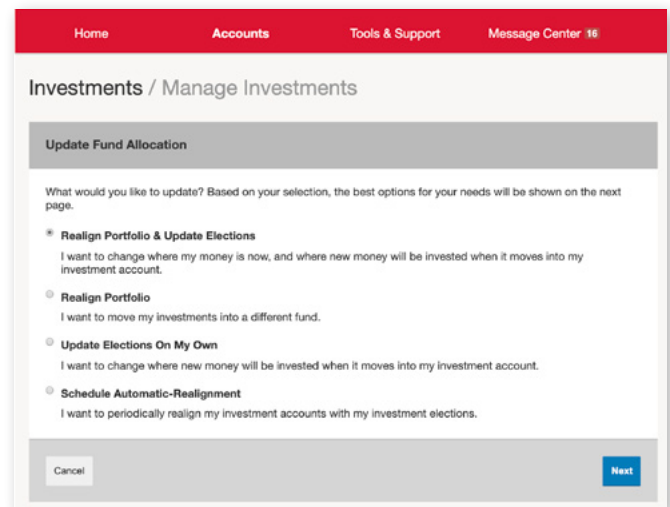 Home Accounts Tools & Support Message Center 16
Investments / Manage Investments
Update Fund Allocation
What would you like to update? Based on your selection, the best options for your needs will be shown on the next
page.
Realign Portfolio & Update Elections
I want to change where my money is now, and where new money will be invested when it moves into my
investment account.
Realign Portfolio
I want to move my investments into a different fund.
Update Elections On My Own
I want to change where new money will be invested when it moves into my investment account.
Schedule Automatic-Realignment
I want to periodically realign my investment accounts with my investment elections.
Cancel Next